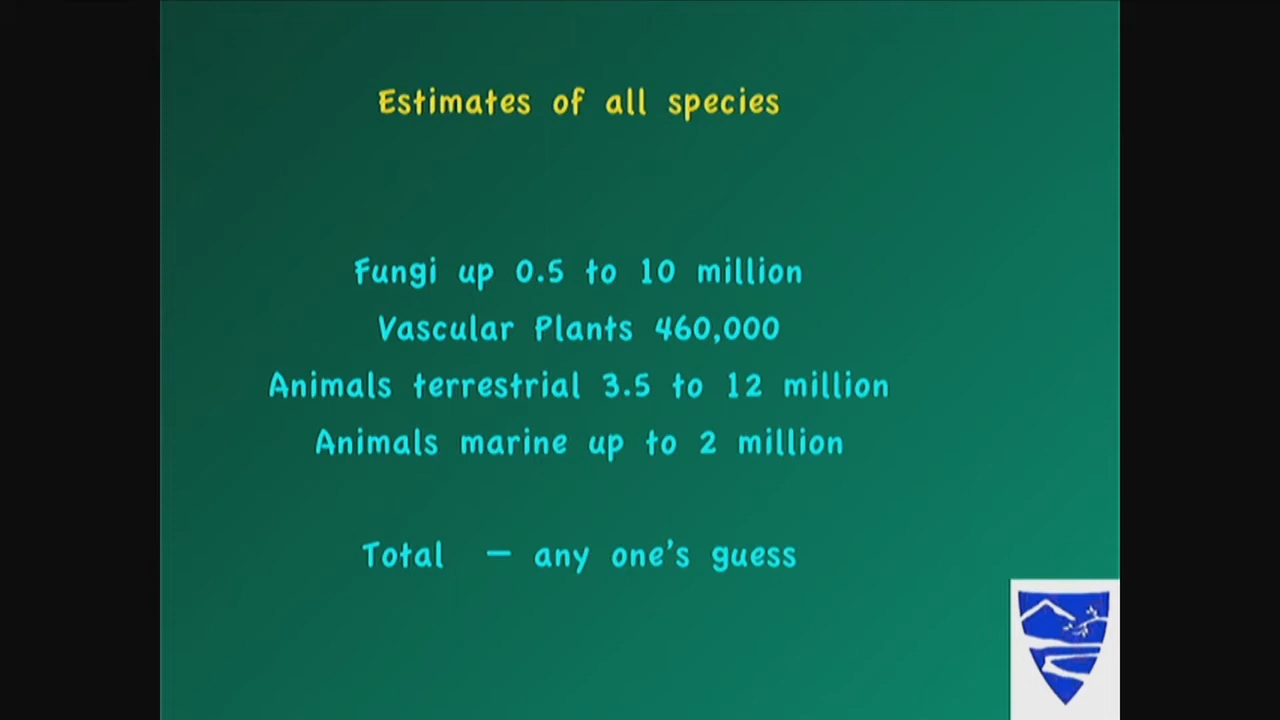 Estimates of all species
Fungi up 0.5 to 10 million
Vascular Plants 460,000
Animals terrestrial 3.5 to 12 million
Animals marine up to 2 million
Total – any one's guess